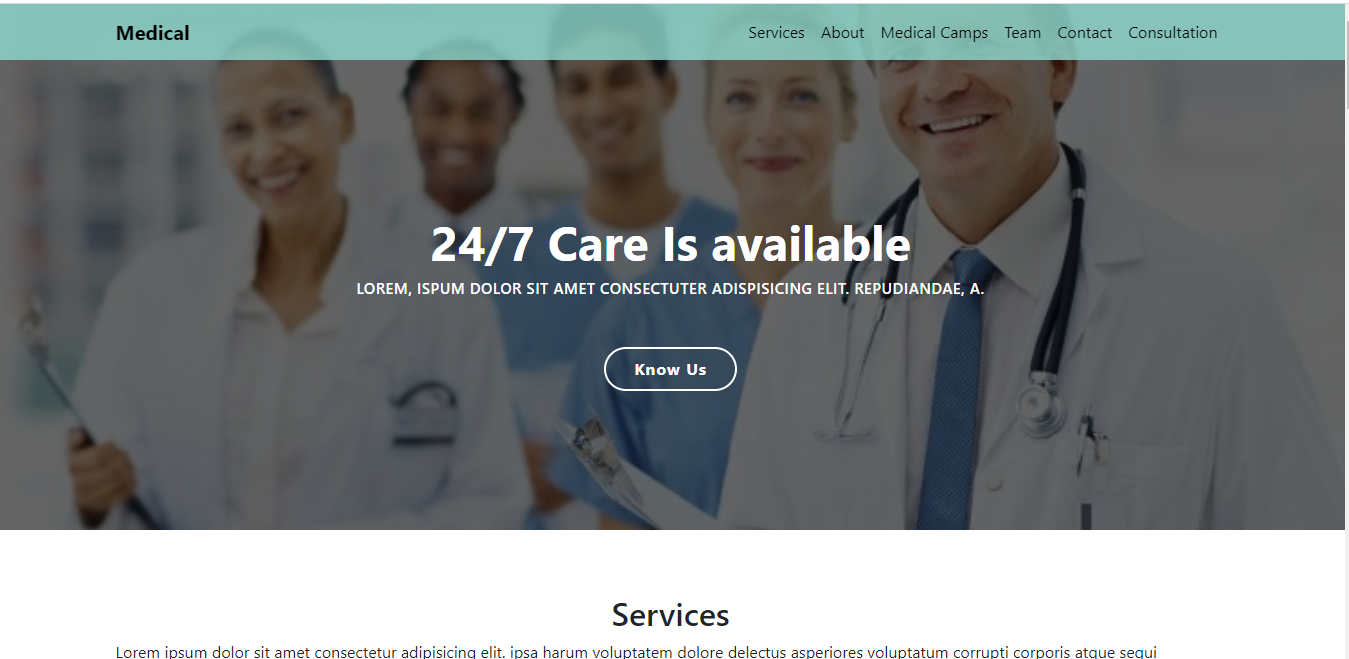 Medical
Services About Medical Camps Team Contact Consultation
24/7 Care Is available
LOREM, ISPUM DOLOR SIT AMET CONSECTUTER ADISPISICING ELIT. REPUDIANDAE, A.
Know Us
Services
Lorem ipsum dolor sit amet consectetur adipisicing elit. ipsa harum voluptatem dolore delectus asperiores voluptatum corrupti corporis atque sequi